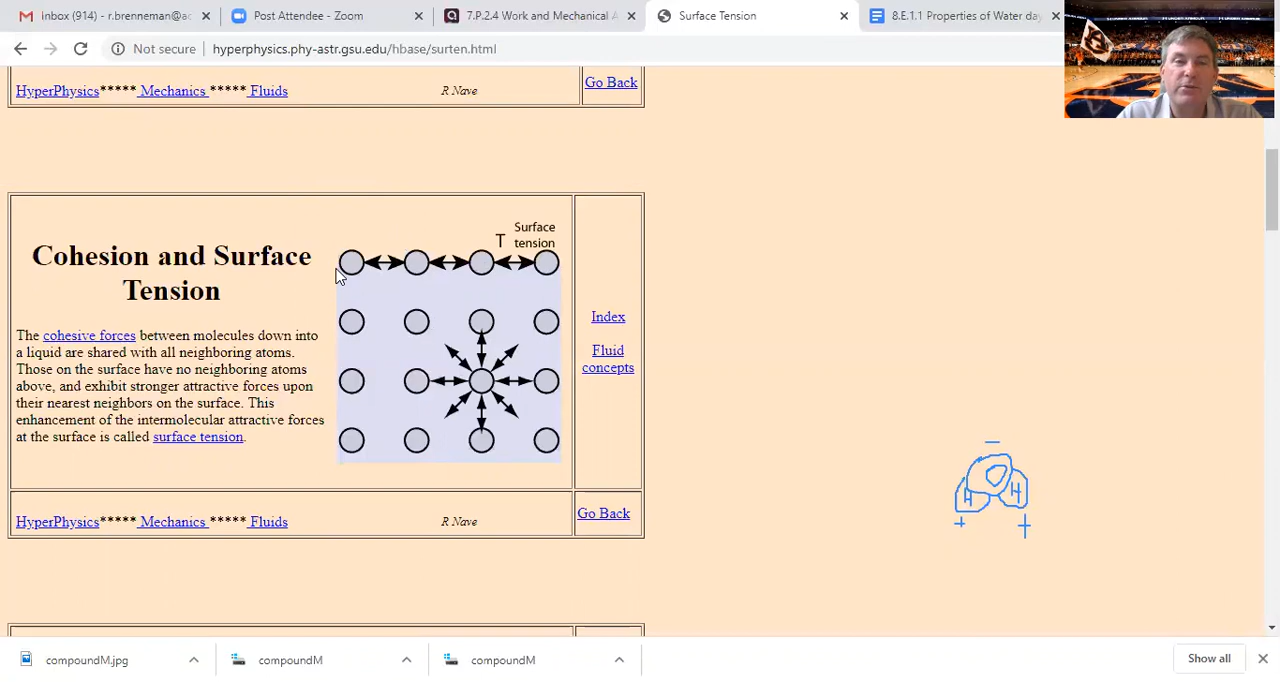 inbox (914) - r.brenneman@ac
Post Attendee - Zoom
7.P.2.4 Work and Mechanical A
Surface Tension
8.E.1.1 Properties of Water day
Not secure
hyperphysics.phy-astr.gsu.edu/hbase/surten.html
HyperPhysics***** Mechanics ***** Fluids
R Nave
Go Back
Cohesion and Surface
Tension
The cohesive forces between molecules down into
a liquid are shared with all neighboring atoms.
Those on the surface have no neighboring atoms
above, and exhibit stronger attractive forces upon
their nearest neighbors on the surface. This
enhancement of the intermolecular attractive forces
at the surface is called surface tension.
T
Surface
tension
Index
Fluid
concepts
HyperPhysics***** Mechanics ***** Fluids
R Nave
Go Back
−
O
H H
+ +
compoundM.jpg
compoundM
compoundM
Show all